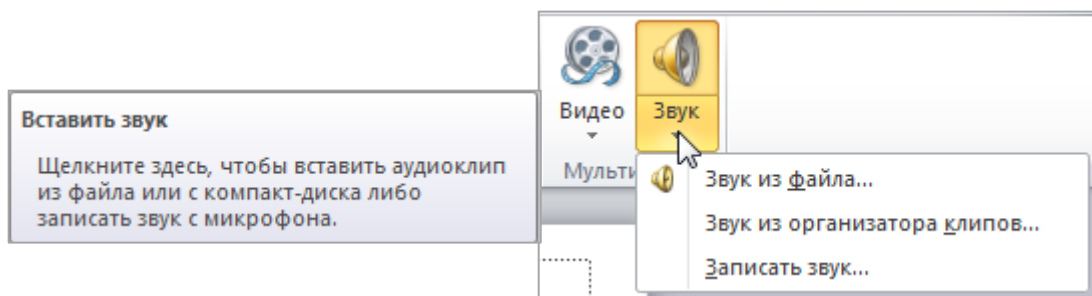 Вставить звук
Щелкните здесь, чтобы вставить аудиоклип
из файла или с компакт-диска либо
записать звук с микрофона.
Видео
Звук
Мульти
Звук из файла...
Звук из организатора клипов...
Записать звук...